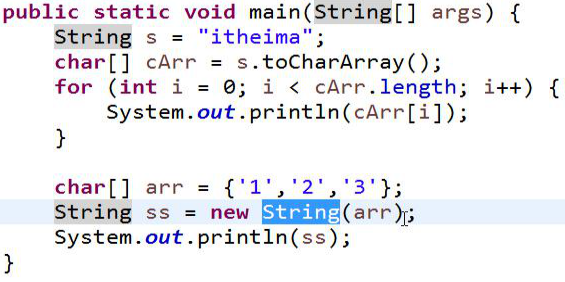 public static void main(String[] args) {
String s = "itheima";
char[] cArr = s.toCharArray();
for (int i = 0; i < cArr.length; i++) {
System.out.println(cArr[i]);
}
char[] arr = {'1','2','3'};
String ss = new String(arr);
System.out.println(ss);
}